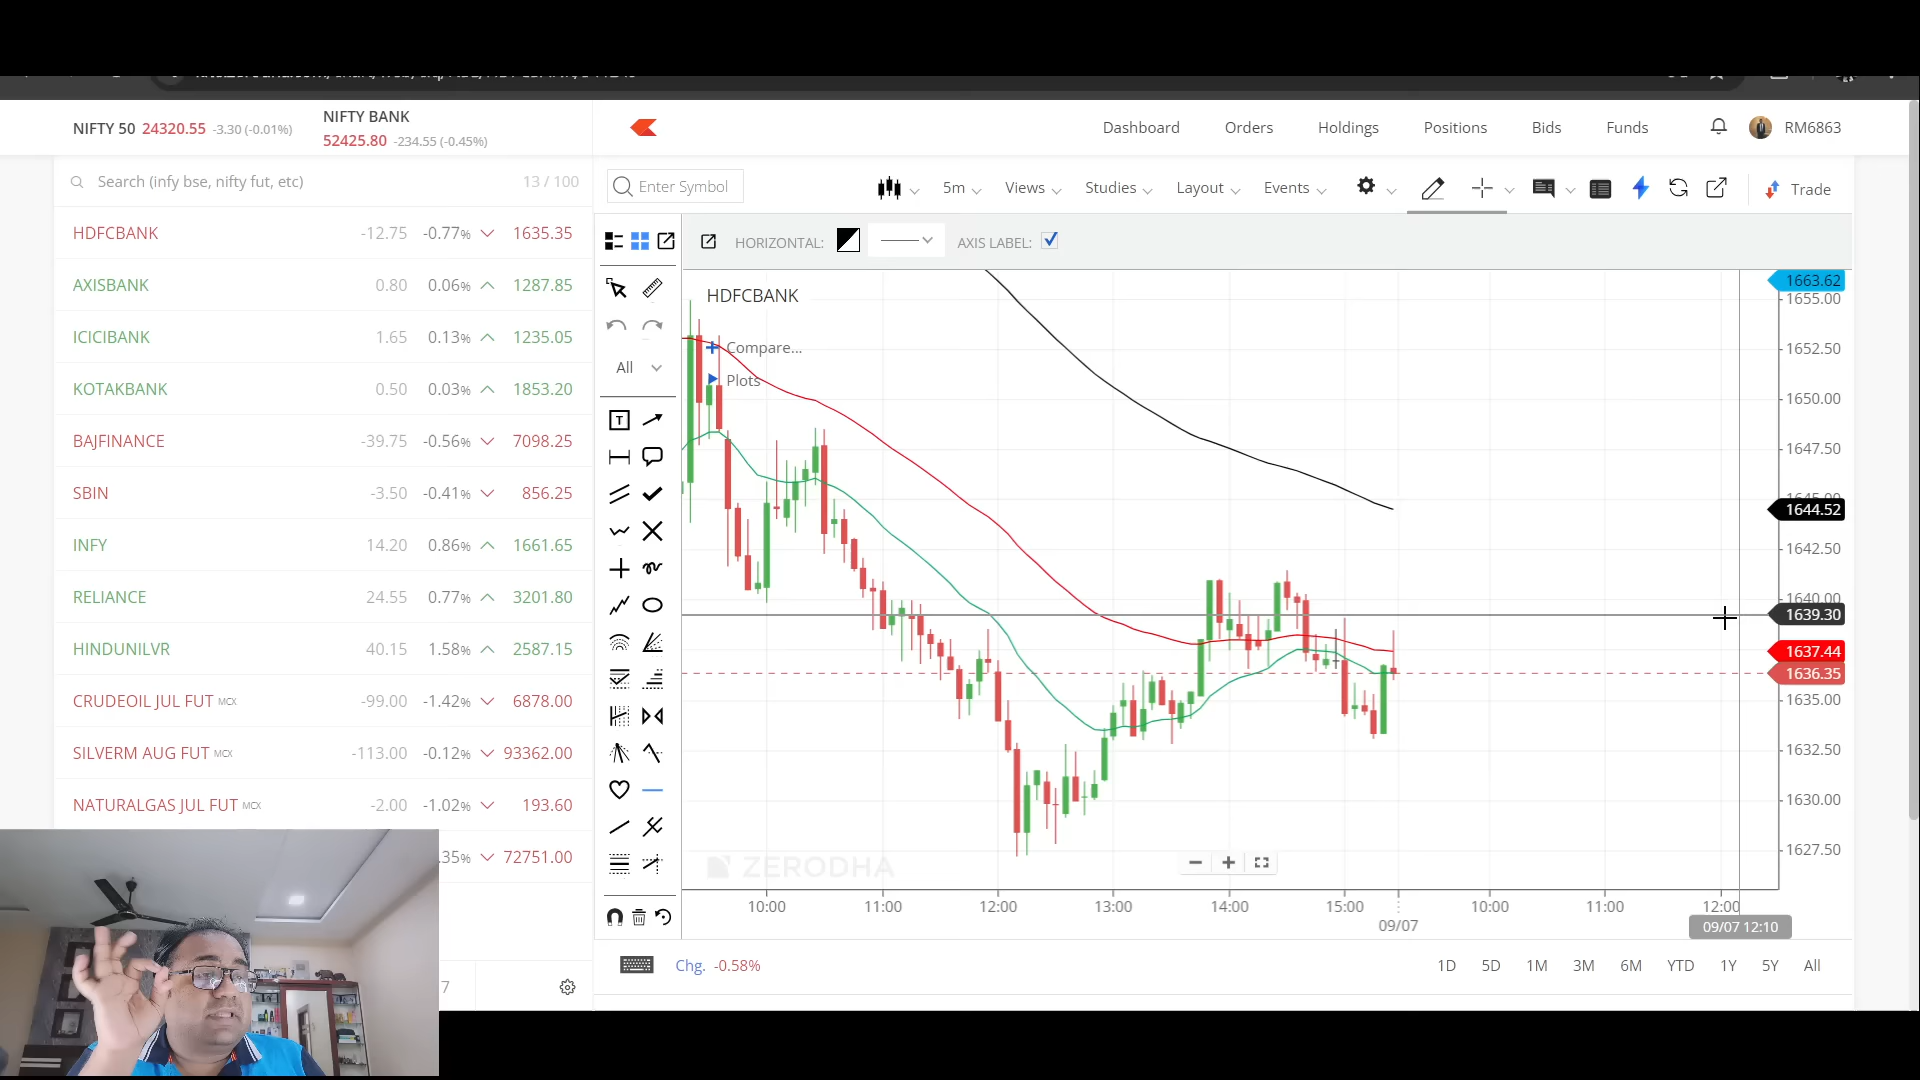 NIFTY 50 24320.55 -3.30 (-0.01%)
NIFTY BANK
52425.80 -234.55 (-0.45%)
Dashboard Orders Holdings Positions Bids Funds RM6863
Search (infy bse, nifty fut, etc) 13 / 100
Enter Symbol 5m Views Studies Layout Events Trade
HDFCBANK -12.75 -0.77% 1635.35
AXISBANK 0.80 0.06% 1287.85
ICICIBANK 1.65 0.13% 1235.05
KOTAKBANK 0.50 0.03% 1853.20
BAJFINANCE -39.75 -0.56% 7098.25
SBIN -3.50 -0.41% 856.25
INFY 14.20 0.86% 1661.65
RELIANCE 24.55 0.77% 3201.80
HINDUNILVR 40.15 1.58% 2587.15
CRUDEOIL JUL FUT MCX -99.00 -1.42% 6878.00
SILVERM AUG FUT MCX -113.00 -0.12% 93362.00
NATURALGAS JUL FUT MCX -2.00 -1.02% 193.60
.35% 72751.00
7
HORIZONTAL: AXIS LABEL:
All
T
HDFCBANK
Compare...
Plots
1663.62
1655.00
1652.50
1650.00
1647.50
1645.00
1644.52
1642.50
1640.00
1639.30
1637.44
1636.35
1635.00
1632.50
1630.00
1627.50
ZERODHA
10:00 11:00 12:00 13:00 14:00 15:00 10:00 11:00 12:00
09/07
09/07 12:10
Chg. -0.58%
1D 5D 1M 3M 6M YTD 1Y 5Y All